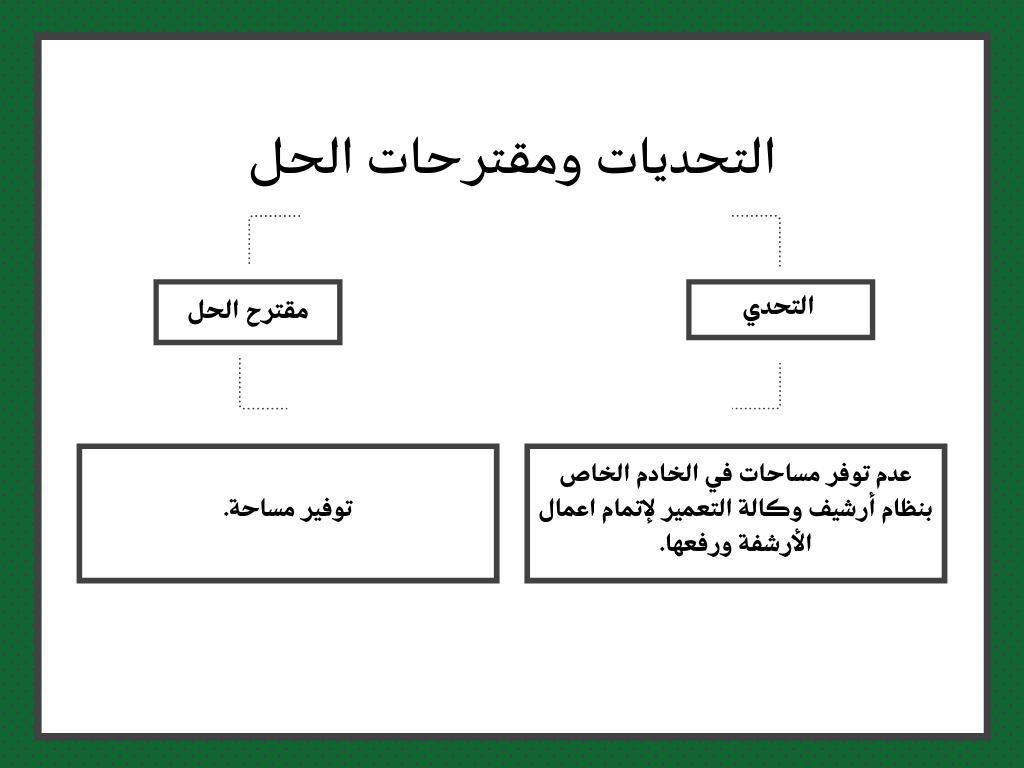 التحديات ومقترحات الحل
التحدي
مقترح الحل
عدم توفر مساحات في الخادم الخاص
بنظام أرشيف وكالة التعمير لإتمام اعمال
الأرشفة ورفعها.
توفير مساحة.